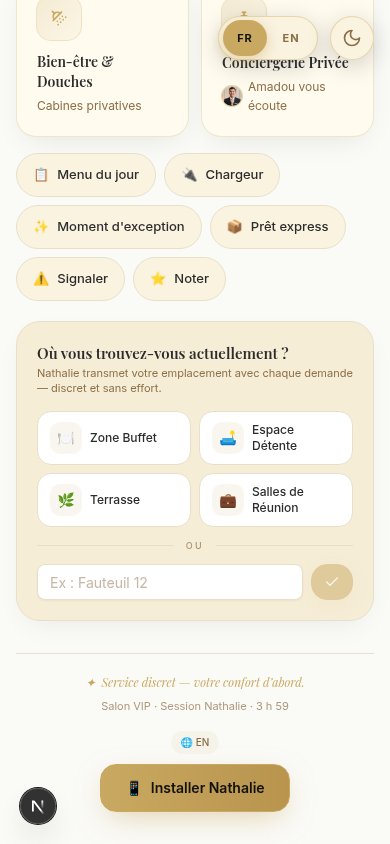 FR EN
Bien-être &
Douches
Cabines privatives
Conciergerie Privée
Amadou vous
écoute
Menu du jour
Chargeur
Moment d'exception
Prêt express
Signaler
Noter
Où vous trouvez-vous actuellement ?
Nathalie transmet votre emplacement avec chaque demande
— discret et sans effort.
Zone Buffet
Espace
Détente
Terrasse
Salles de
Réunion
OU
Ex : Fauteuil 12
✦ Service discret — votre confort d'abord.
Salon VIP · Session Nathalie · 3 h 59
🌐 EN
N
Installer Nathalie